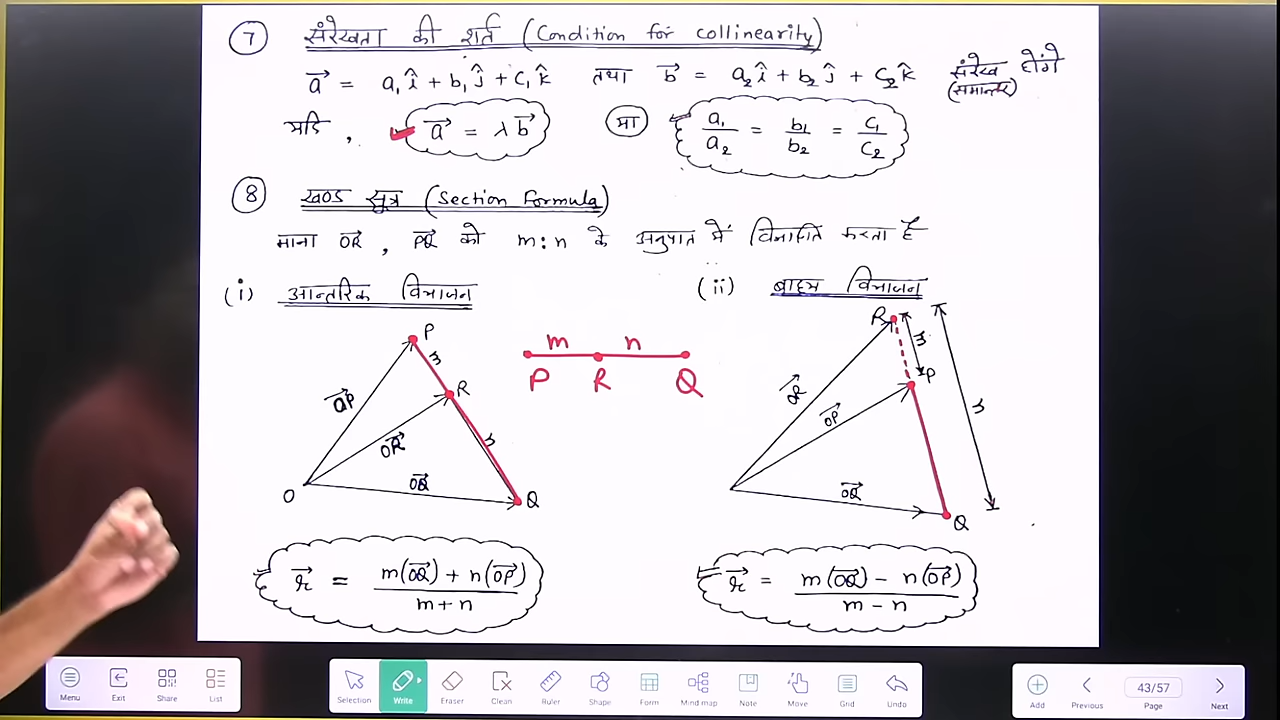 7 संरेखता की शर्त (Condition for collinearity)
a⃗ = a₁î + b₁ĵ + c₁k̂ तथा b⃗ = a₂î + b₂ĵ + c₂k̂ संरेख होंगे
(समान्तर)
यदि , a⃗ = λb⃗ या a₁/a₂ = b₁/b₂ = c₁/c₂
8 खण्ड सूत्र (Section Formula)
माना OR⃗ , PQ⃗ को m:n के अनुपात में विभाजित करता है
(i) आन्तरिक विभाजन (ii) बाह्य विभाजन
P m R n Q O OP⃗ OR⃗ OQ⃗
m n
P R Q
R m P n Q OR⃗ OP⃗ OQ⃗
r⃗ = (m(OQ⃗) + n(OP⃗))/(m+n)
r⃗ = (m(OQ⃗) − n(OP⃗))/(m−n)
Menu Exit Share List Selection Write Eraser Clean Ruler Shape Form Mind map Note Move Grid Undo Add Previous 43/57 Next